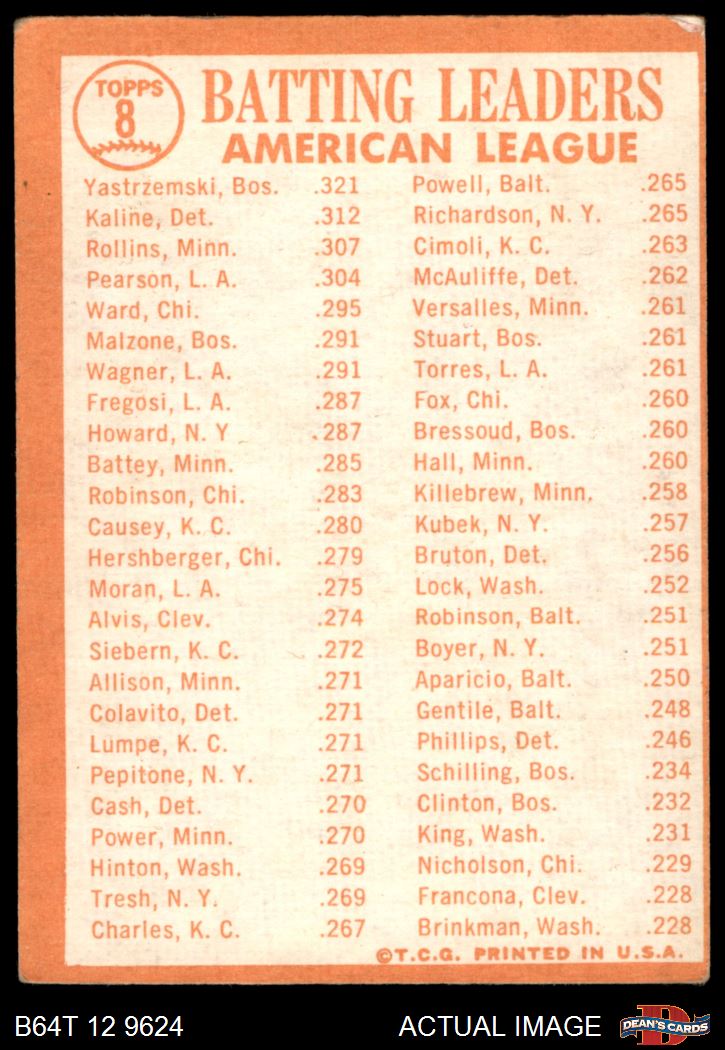 TOPPS
8
BATTING LEADERS
AMERICAN LEAGUE
Yastrzemski, Bos. .321
Kaline, Det. .312
Rollins, Minn. .307
Pearson, L. A. .304
Ward, Chi. .295
Malzone, Bos. .291
Wagner, L. A. .291
Fregosi, L. A. .287
Howard, N. Y .287
Battey, Minn. .285
Robinson, Chi. .283
Causey, K. C. .280
Hershberger, Chi. .279
Moran, L. A. .275
Alvis, Clev. .274
Siebern, K. C. .272
Allison, Minn. .271
Colavito, Det. .271
Lumpe, K. C. .271
Pepitone, N. Y. .271
Cash, Det. .270
Power, Minn. .270
Hinton, Wash. .269
Tresh, N. Y. .269
Charles, K. C. .267
Powell, Balt. .265
Richardson, N. Y. .265
Cimoli, K. C. .263
McAuliffe, Det. .262
Versalles, Minn. .261
Stuart, Bos. .261
Torres, L. A. .261
Fox, Chi. .260
Bressoud, Bos. .260
Hall, Minn. .260
Killebrew, Minn. .258
Kubek, N. Y. .257
Bruton, Det. .256
Lock, Wash. .252
Robinson, Balt. .251
Boyer, N. Y. .251
Aparicio, Balt. .250
Gentile, Balt. .248
Phillips, Det. .246
Schilling, Bos. .234
Clinton, Bos. .232
King, Wash. .231
Nicholson, Chi. .229
Francona, Clev. .228
Brinkman, Wash. .228
©T.C.G. PRINTED IN U.S.A.
B64T 12 9624
ACTUAL IMAGE
D
DEAN'S CARDS